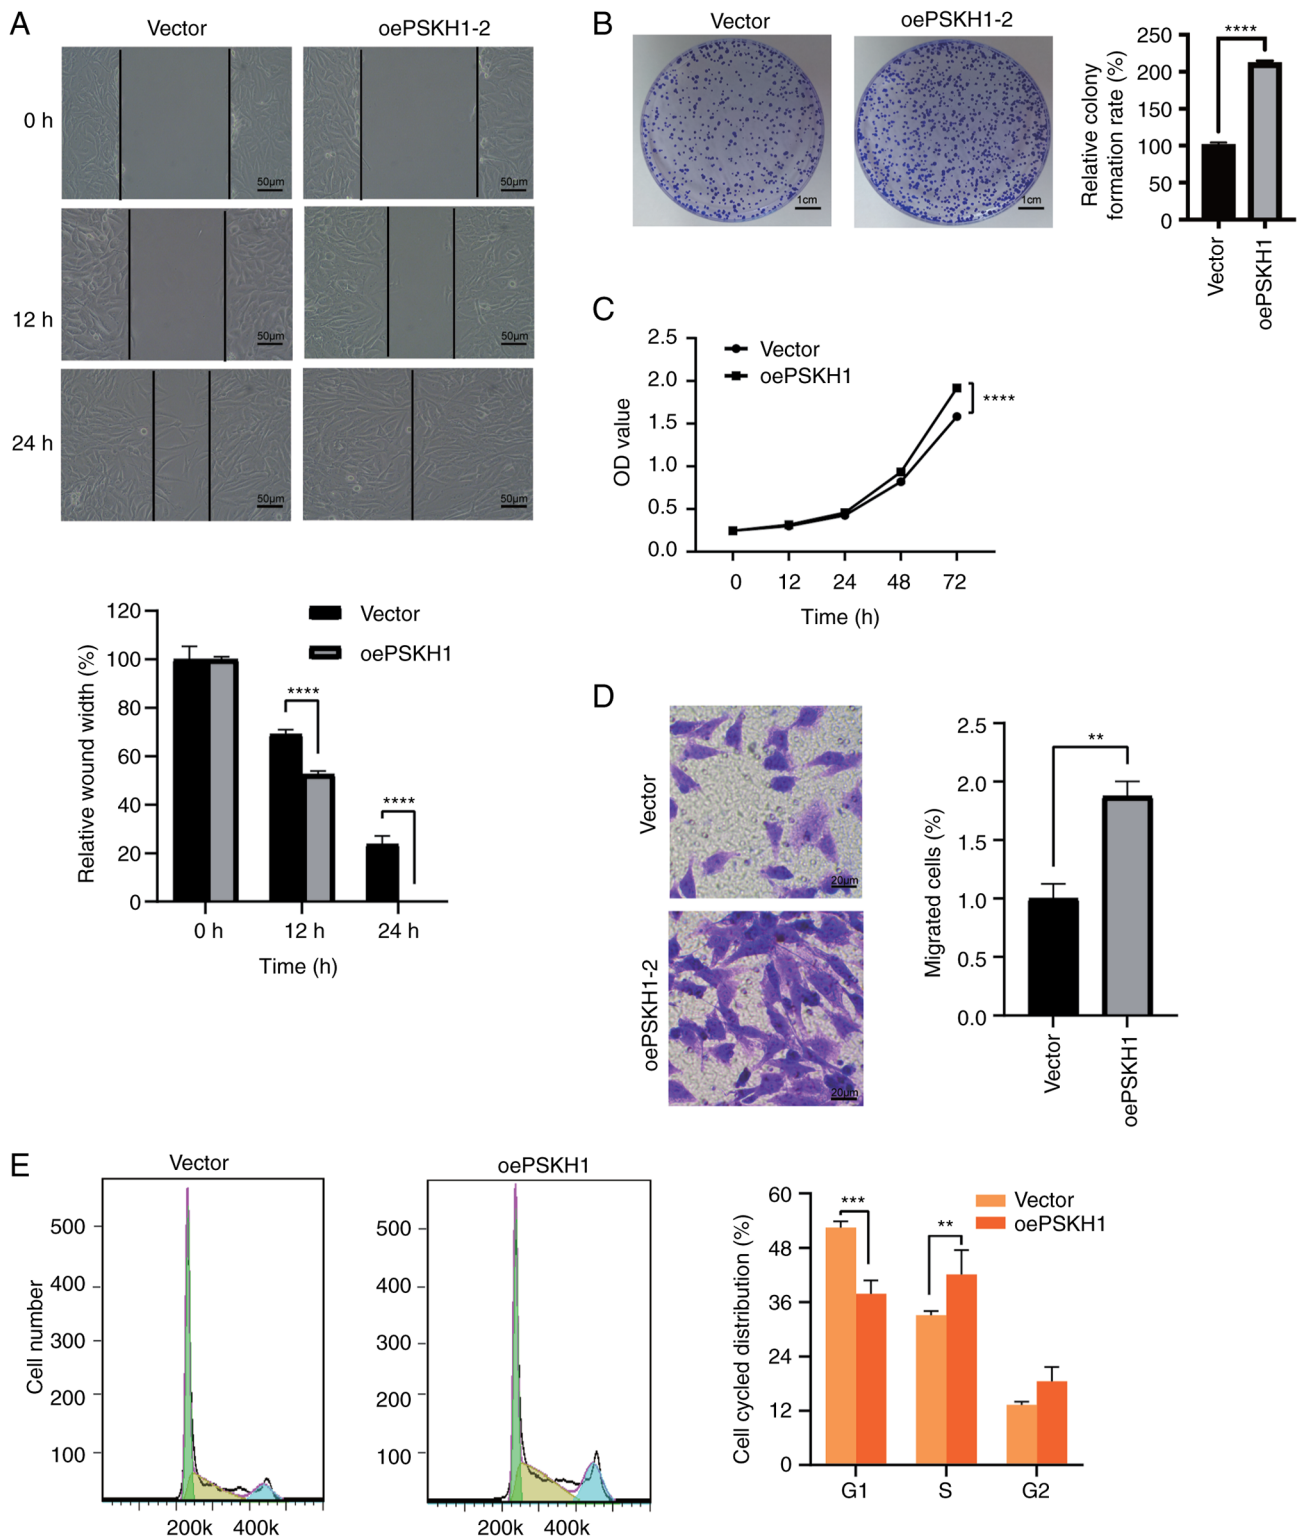 A
Vector
oePSKH1-2
0 h
50µm
50µm
12 h
50µm
50µm
24 h
50µm
50µm
Relative wound width (%)
120
100
80
60
40
20
0
Vector
oePSKH1
****
****
0 h
12 h
24 h
Time (h)
B
Vector
oePSKH1-2
1cm
1cm
Relative colony
formation rate (%)
250
200
150
100
50
0
****
Vector
oePSKH1
C
OD value
2.5
2.0
1.5
1.0
0.5
0.0
Vector
oePSKH1
****
0
12
24
48
72
Time (h)
D
Vector
20µm
oePSKH1-2
20µm
Migrated cells (%)
2.5
2.0
1.5
1.0
0.5
0.0
**
Vector
oePSKH1
E
Vector
Cell number
500
400
300
200
100
200k
400k
oePSKH1
500
400
300
200
100
200k
400k
Cell cycled distribution (%)
60
48
36
24
12
0
***
**
Vector
oePSKH1
G1
S
G2